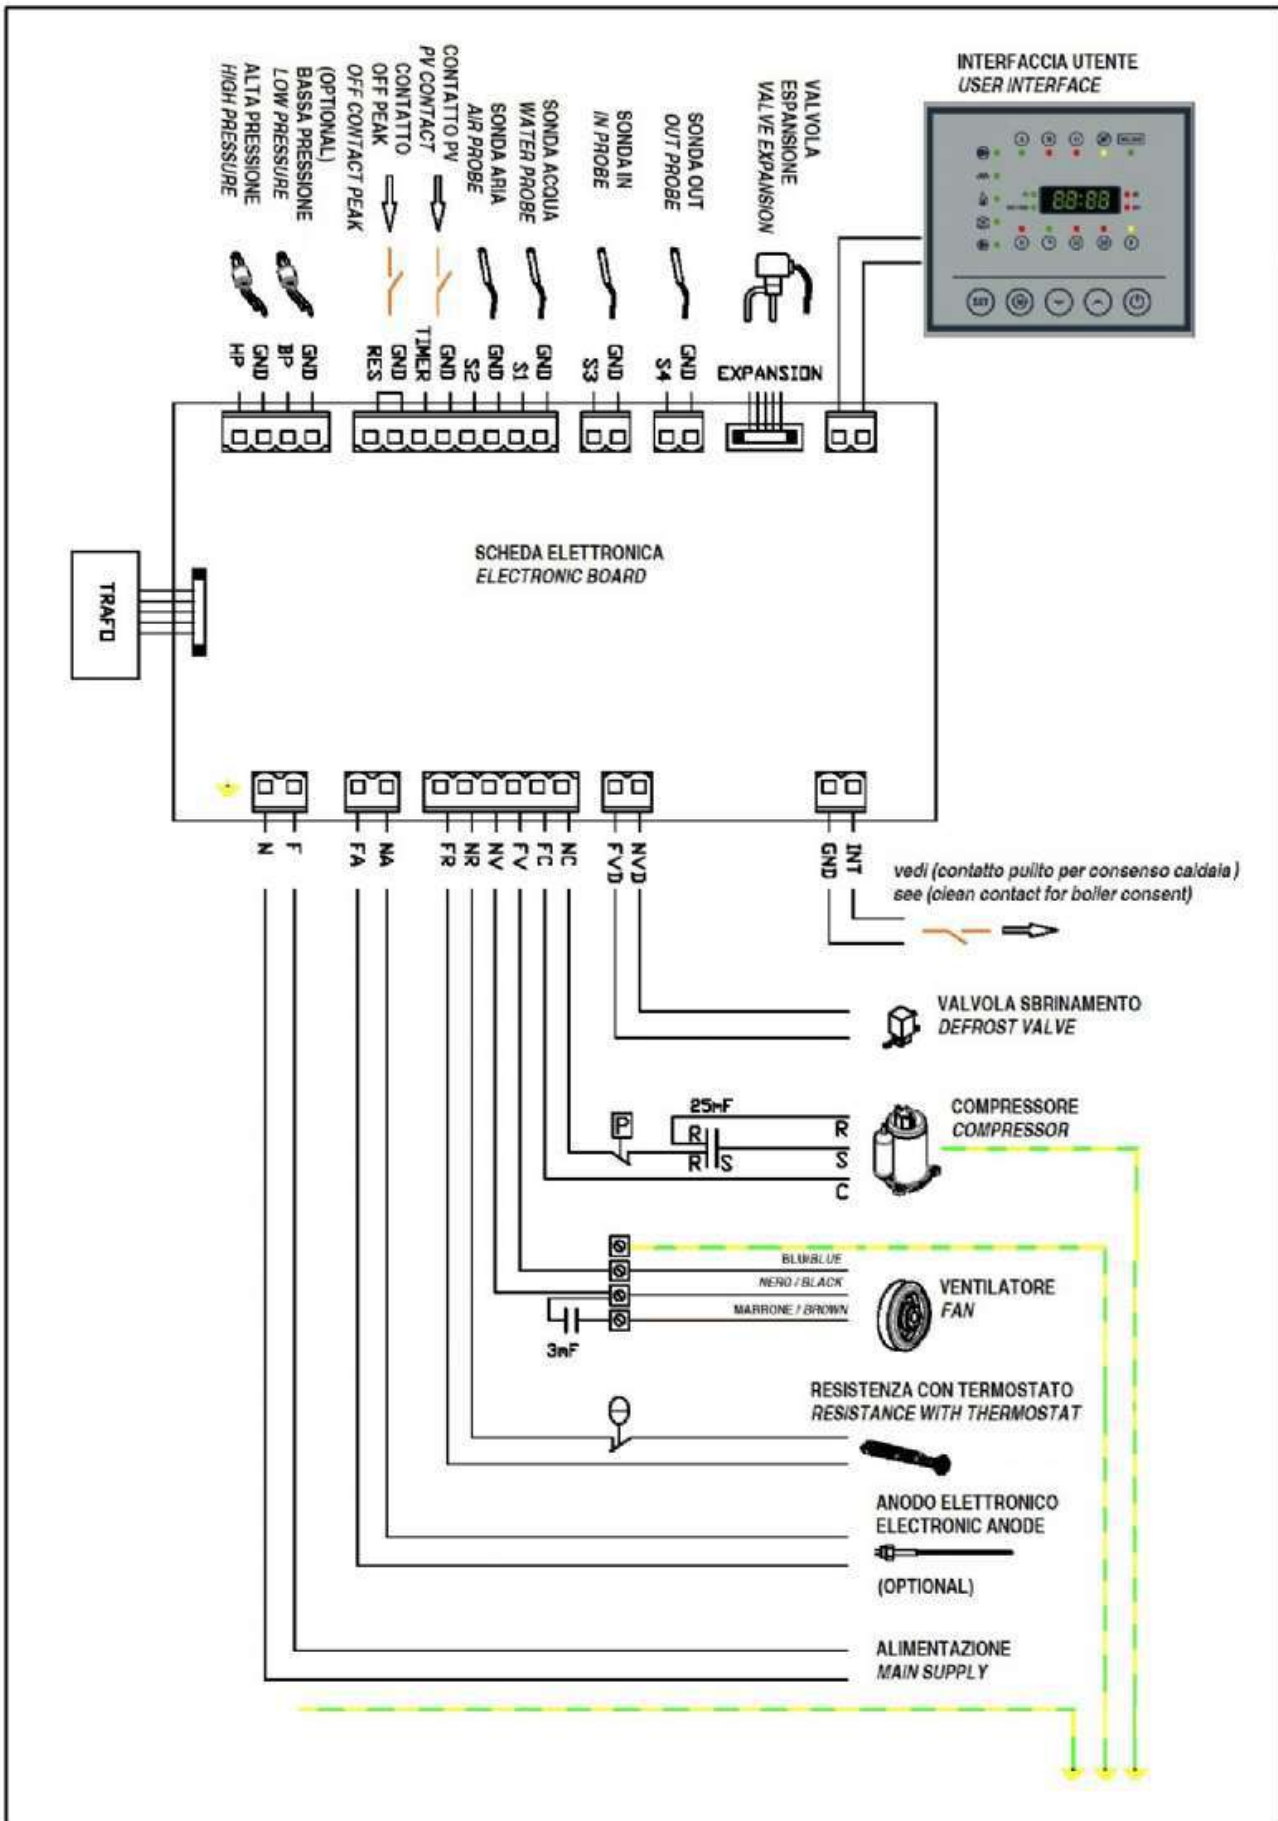 ALTA PRESSIONE
HIGH PRESSURE
(OPTIONAL)
BASSA PRESSIONE
LOW PRESSURE
CONTATTO
OFF PEAK
OFF CONTACT PEAK
CONTATTO PV
PV CONTACT
SONDA ARIA
AIR PROBE
SONDA ACQUA
WATER PROBE
SONDA IN
IN PROBE
SONDA OUT
OUT PROBE
VALVOLA
ESPANSIONE
VALVE EXPANSION
INTERFACCIA UTENTE
USER INTERFACE
88:88
SET
HP
GND
BP
GND
RES
GND
TIMER
GND
S2
GND
S1
GND
S3
GND
S4
GND
EXPANSION
SCHEDA ELETTRONICA
ELECTRONIC BOARD
TRAFO
N
F
FA
NA
FR
NR
NV
FV
FC
NC
FVD
NVD
GND
INT
vedi (contatto pulito per consenso caldaia)
see (clean contact for boiler consent)
VALVOLA SBRINAMENTO
DEFROST VALVE
P
25mF
R
R
S
R
S
C
COMPRESSORE
COMPRESSOR
BLU/BLUE
NERO / BLACK
MARRONE / BROWN
3mF
VENTILATORE
FAN
RESISTENZA CON TERMOSTATO
RESISTANCE WITH THERMOSTAT
ANODO ELETTRONICO
ELECTRONIC ANODE
(OPTIONAL)
ALIMENTAZIONE
MAIN SUPPLY